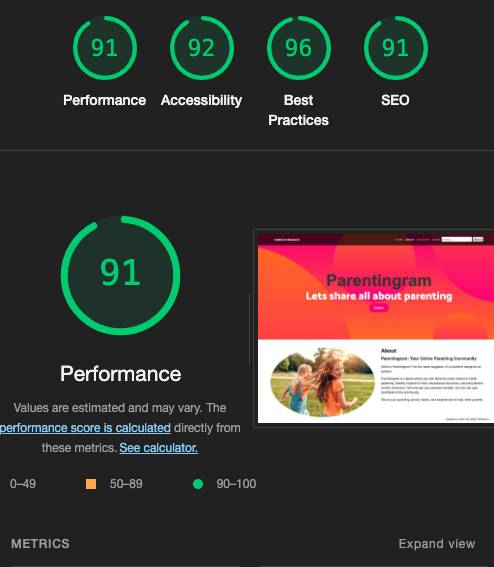 91
92
96
91
Performance
Accessibility
Best
Practices
SEO
91
Performance
Values are estimated and may vary. The
performance score is calculated directly from
these metrics. See calculator.
0–49
50–89
90–100
Parentingram
Lets share all about parenting
About
Parentingram: Your Online Parenting Community
METRICS
Expand view